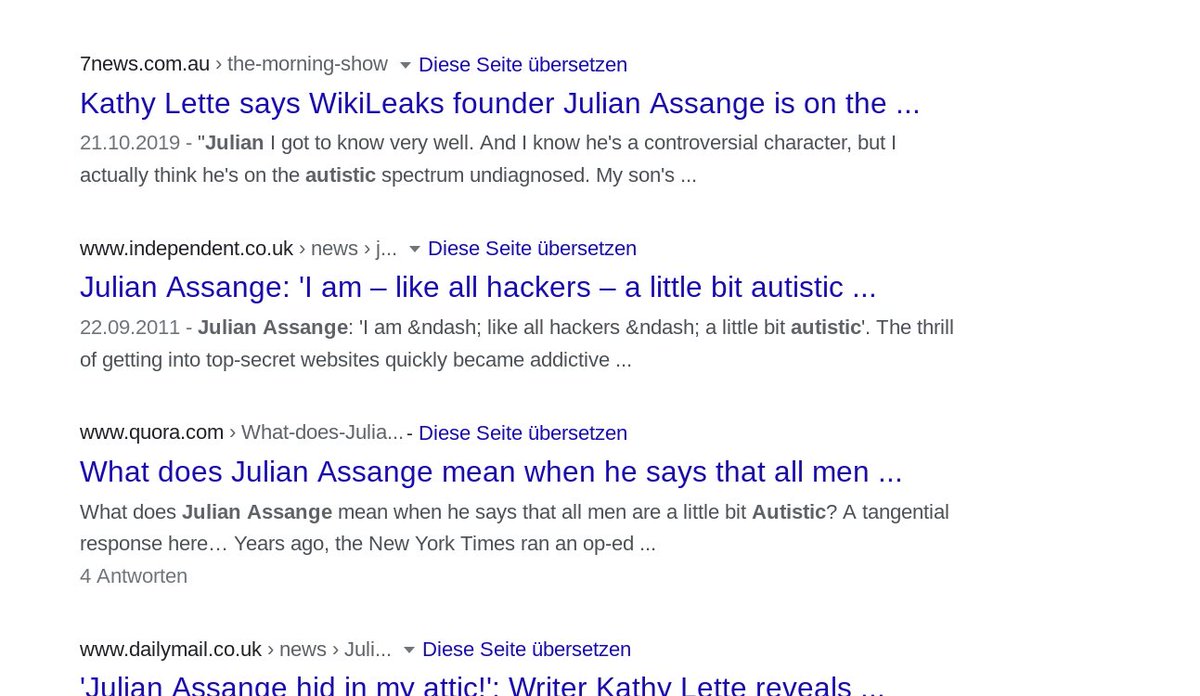 7news.com.au › the-morning-show Diese Seite übersetzen
Kathy Lette says WikiLeaks founder Julian Assange is on the ...
21.10.2019 - "Julian I got to know very well. And I know he's a controversial character, but I
actually think he's on the autistic spectrum undiagnosed. My son's ...
www.independent.co.uk › news › j... Diese Seite übersetzen
Julian Assange: 'I am – like all hackers – a little bit autistic ...
22.09.2011 - Julian Assange: 'I am &ndash; like all hackers &ndash; a little bit autistic'. The thrill
of getting into top-secret websites quickly became addictive ...
www.quora.com › What-does-Julia... - Diese Seite übersetzen
What does Julian Assange mean when he says that all men ...
What does Julian Assange mean when he says that all men are a little bit Autistic? A tangential
response here… Years ago, the New York Times ran an op-ed ...
4 Antworten
www.dailymail.co.uk › news › Juli... Diese Seite übersetzen
'Julian Assange hid in my attic!': Writer Kathy Lette reveals ...